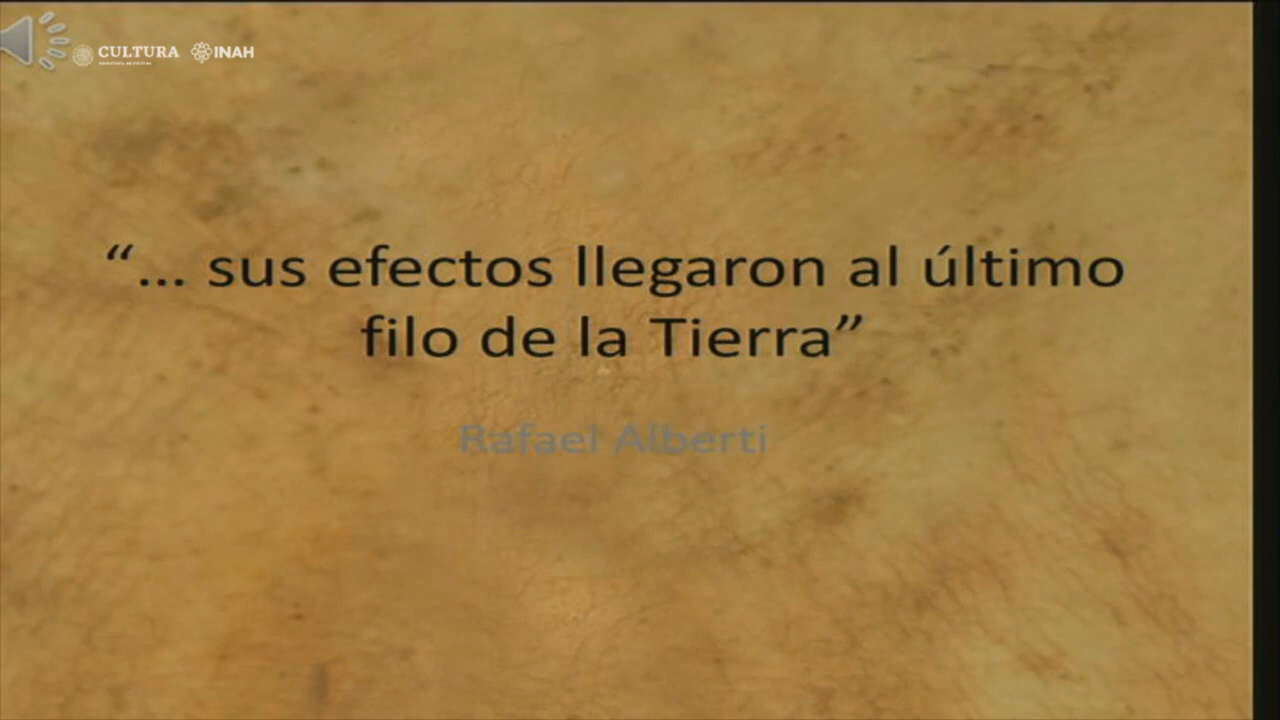 CULTURA
INAH
“... sus efectos llegaron al último
filo de la Tierra”
Rafael Alberti